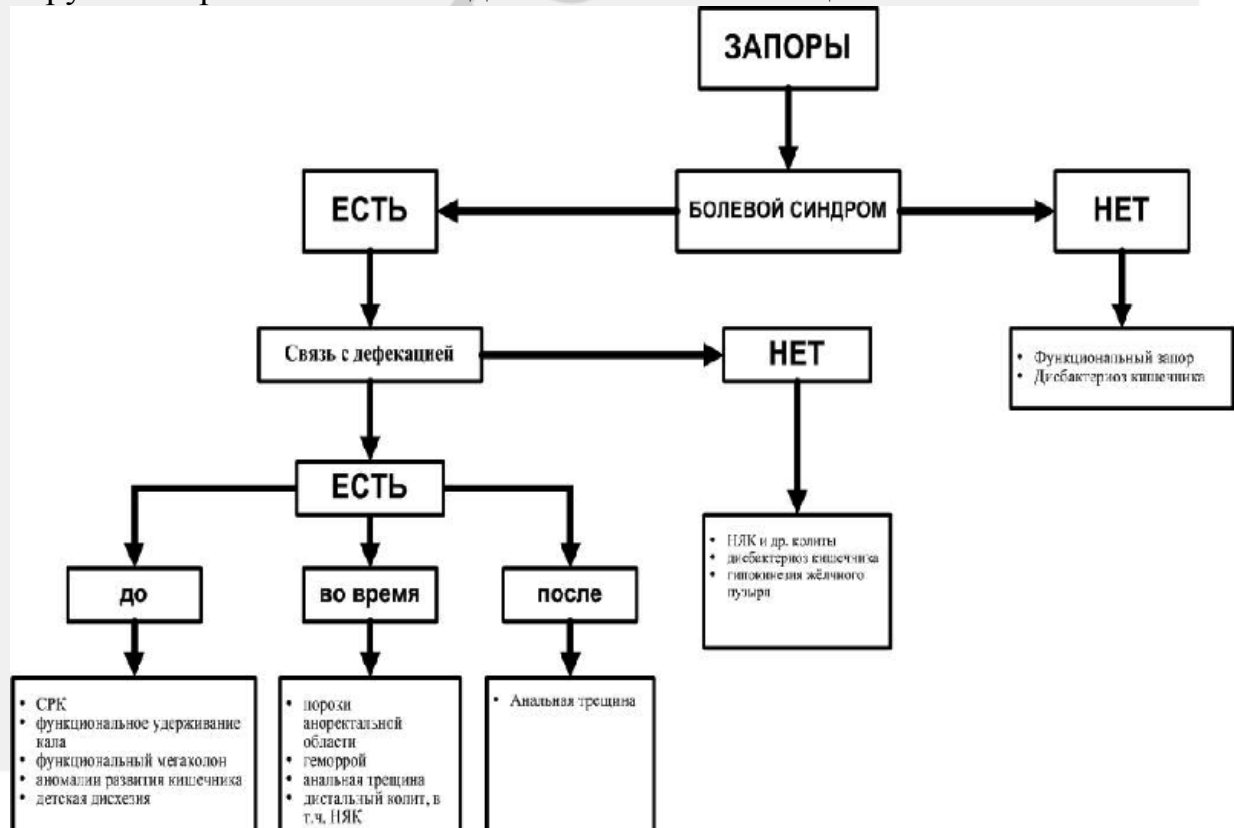 ЗАПОРЫ
ЕСТЬ
БОЛЕВОЙ СИНДРОМ
НЕТ
Связь с дефекацией
НЕТ
• Функциональный запор
• Дисбактериоз кишечника
ЕСТЬ
• НЯК и др. колиты
• дисбактериоз кишечника
• гипокинезия жёлчного
пузыря
до
во время
после
• СРК
• функциональное удерживание
кала
• функциональный мегаколон
• аномалии развития кишечника
• детская дисхезия
• пороки
аноректальной
области
• геморрой
• анальная трещина
• дистальный колит, в
т.ч. НЯК
• Анальная трещина